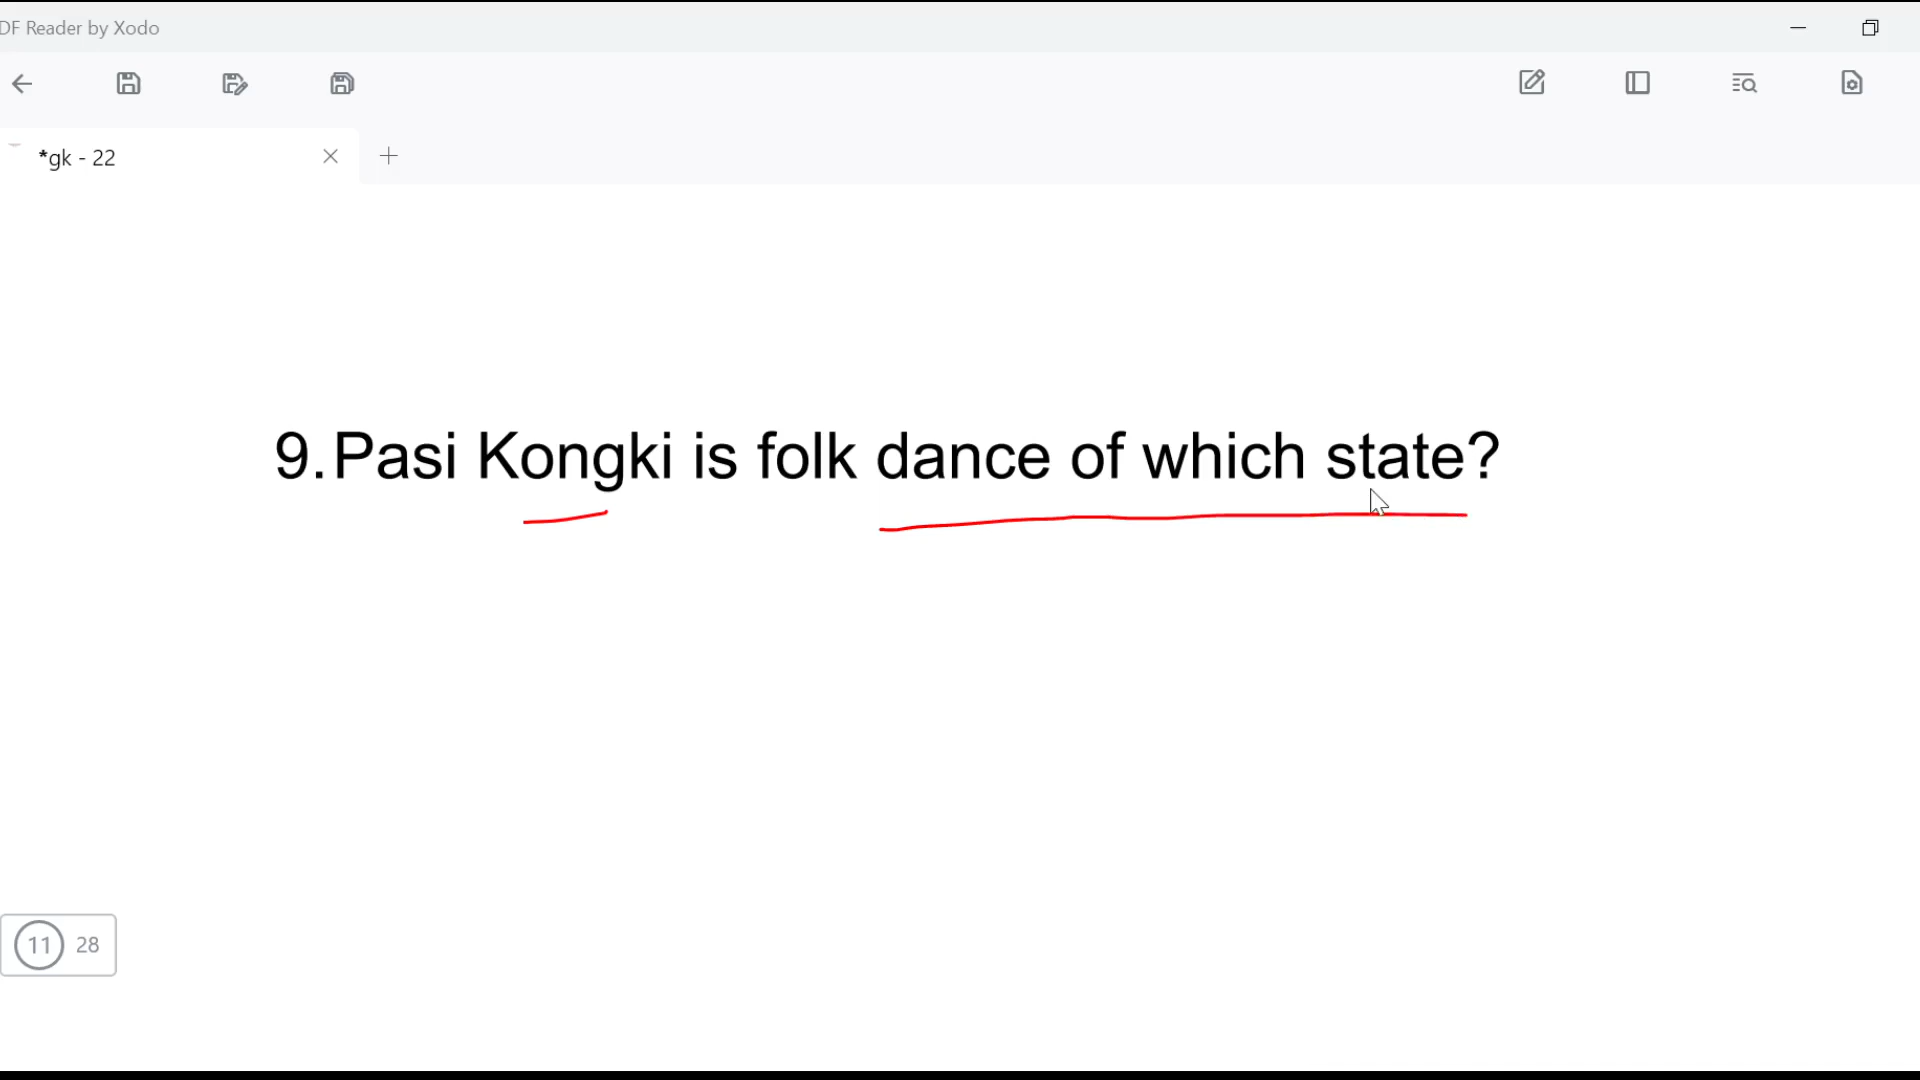 DF Reader by Xodo
*gk - 22
9.Pasi Kongki is folk dance of which state?
11 28